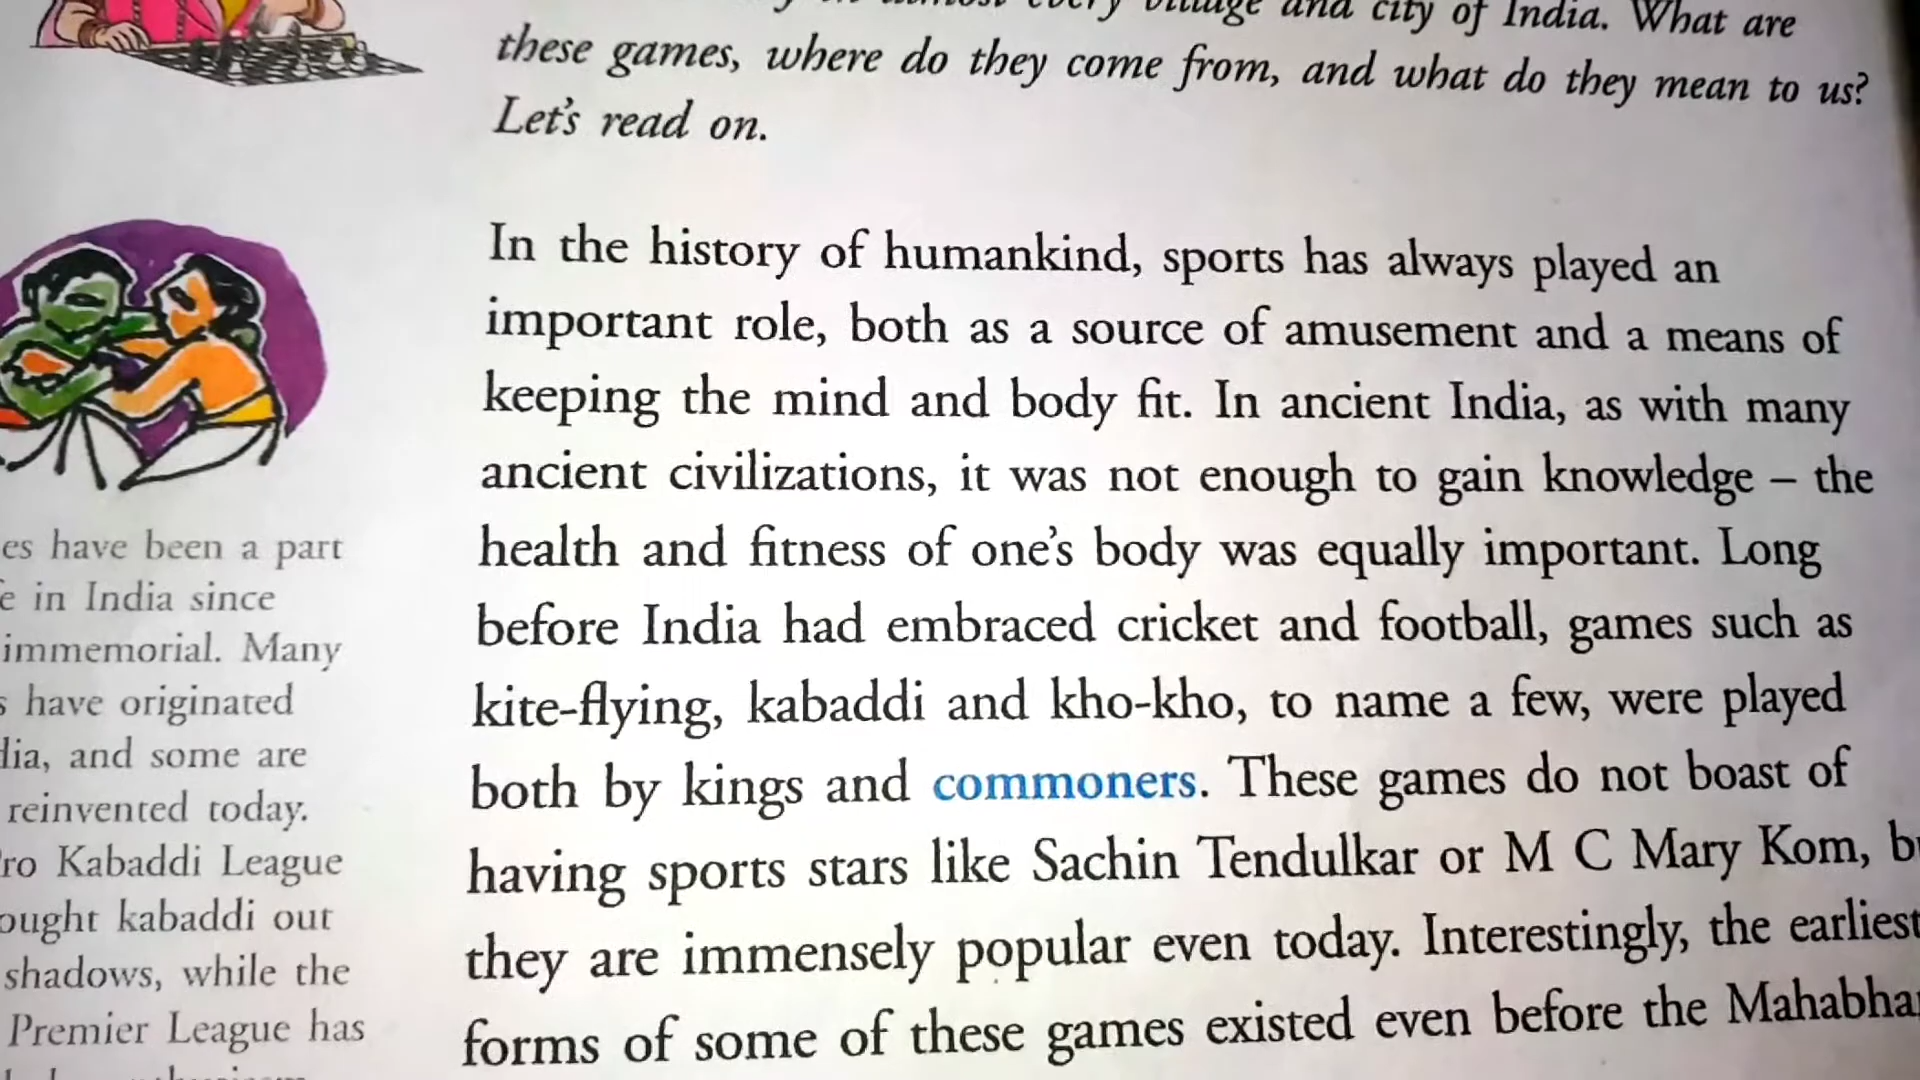 every village and city of India. What are
these games, where do they come from, and what do they mean to us?
Let's read on.
In the history of humankind, sports has always played an
important role, both as a source of amusement and a means of
keeping the mind and body fit. In ancient India, as with many
ancient civilizations, it was not enough to gain knowledge – the
health and fitness of one's body was equally important. Long
before India had embraced cricket and football, games such as
kite-flying, kabaddi and kho-kho, to name a few, were played
both by kings and commoners. These games do not boast of
having sports stars like Sachin Tendulkar or M C Mary Kom,
they are immensely popular even today. Interestingly, the earliest
forms of some of these games existed even before the
have been a part
in India since
immemorial. Many
have originated
and some are
reinvented today.
Kabaddi League
kabaddi out
shadows, while the
Premier League has